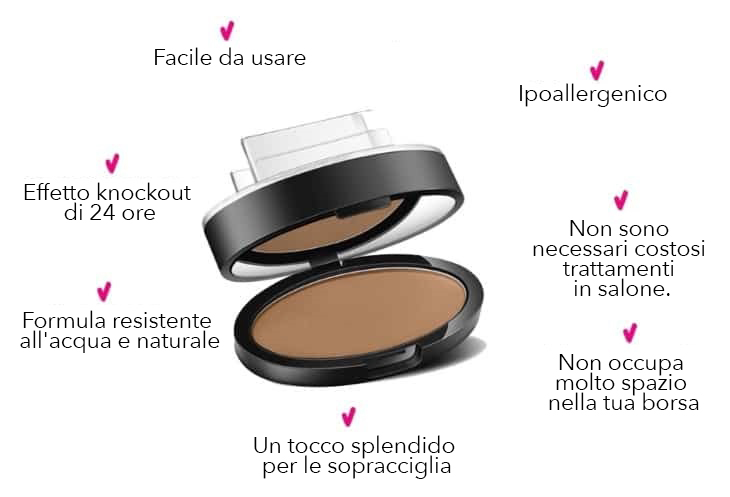 Facile da usare
Ipoallergenico
Effetto knockout
di 24 ore
Non sono
necessari costosi
trattamenti
in salone.
Formula resistente
all'acqua e naturale
Non occupa
molto spazio
nella tua borsa
Un tocco splendido
per le sopracciglia